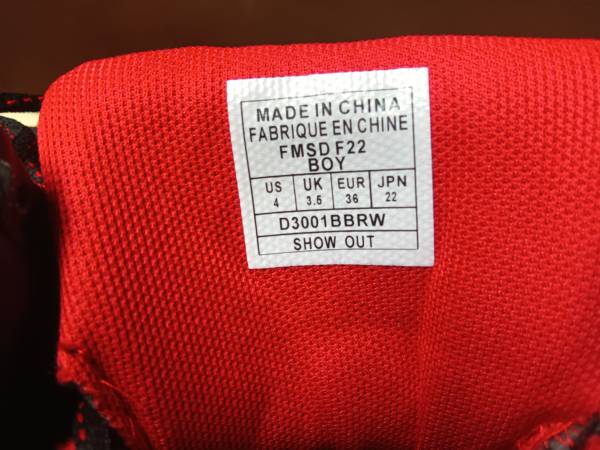 MADE IN CHINA
FABRIQUE EN CHINE
FMSD F22
BOY
US UK EUR JPN
4 3.5 36 22
D3001BBRW
SHOW OUT